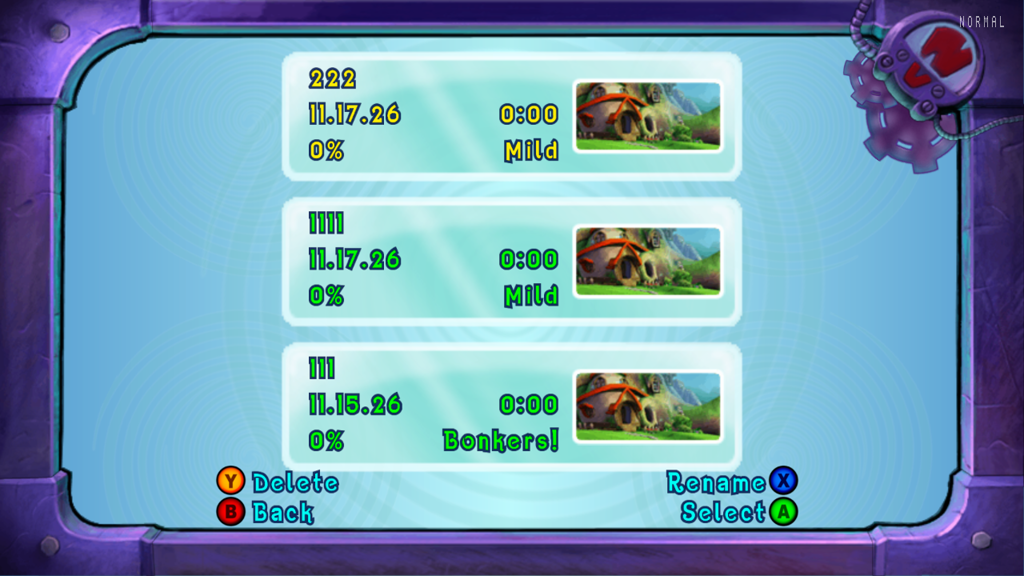 NORMAL
222
11.17.26 0:00
0% Mild
1111
11.17.26 0:00
0% Mild
111
11.15.26 0:00
0% Bonkers!
Y Delete Rename X
B Back Select A